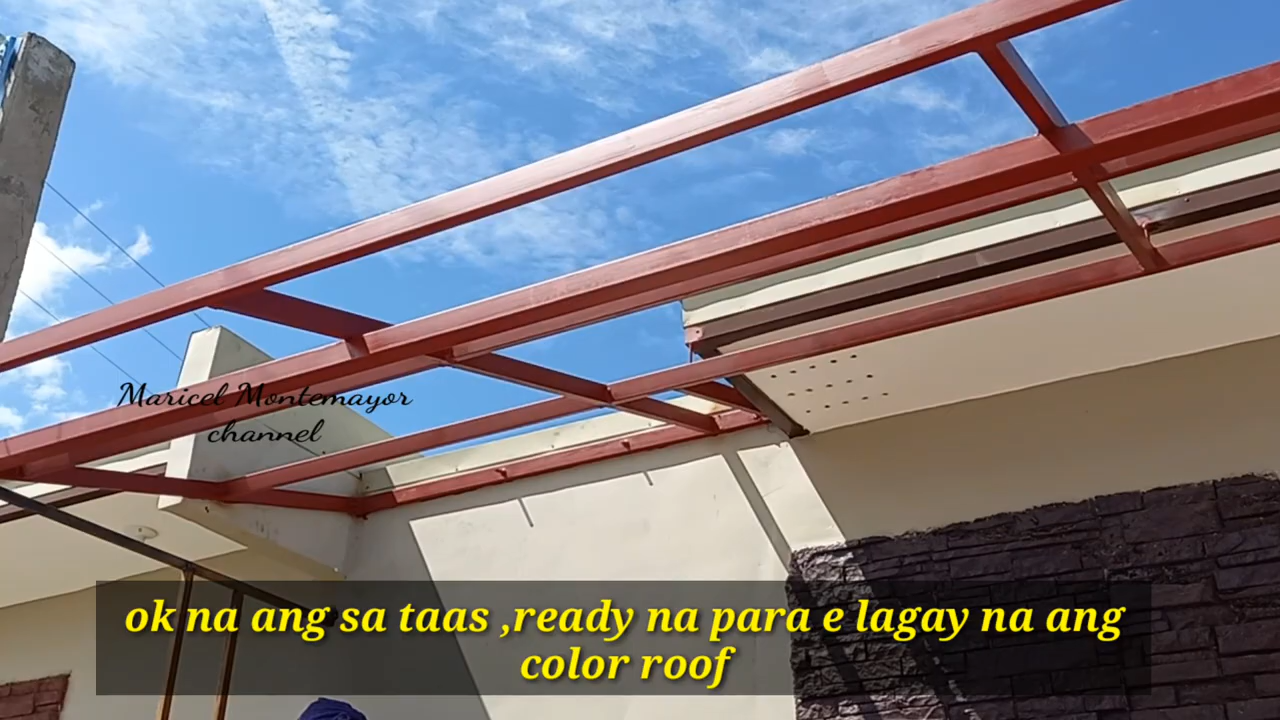 Maricel Montemayor
channel
ok na ang sa taas ,ready na para e lagay na ang
color roof